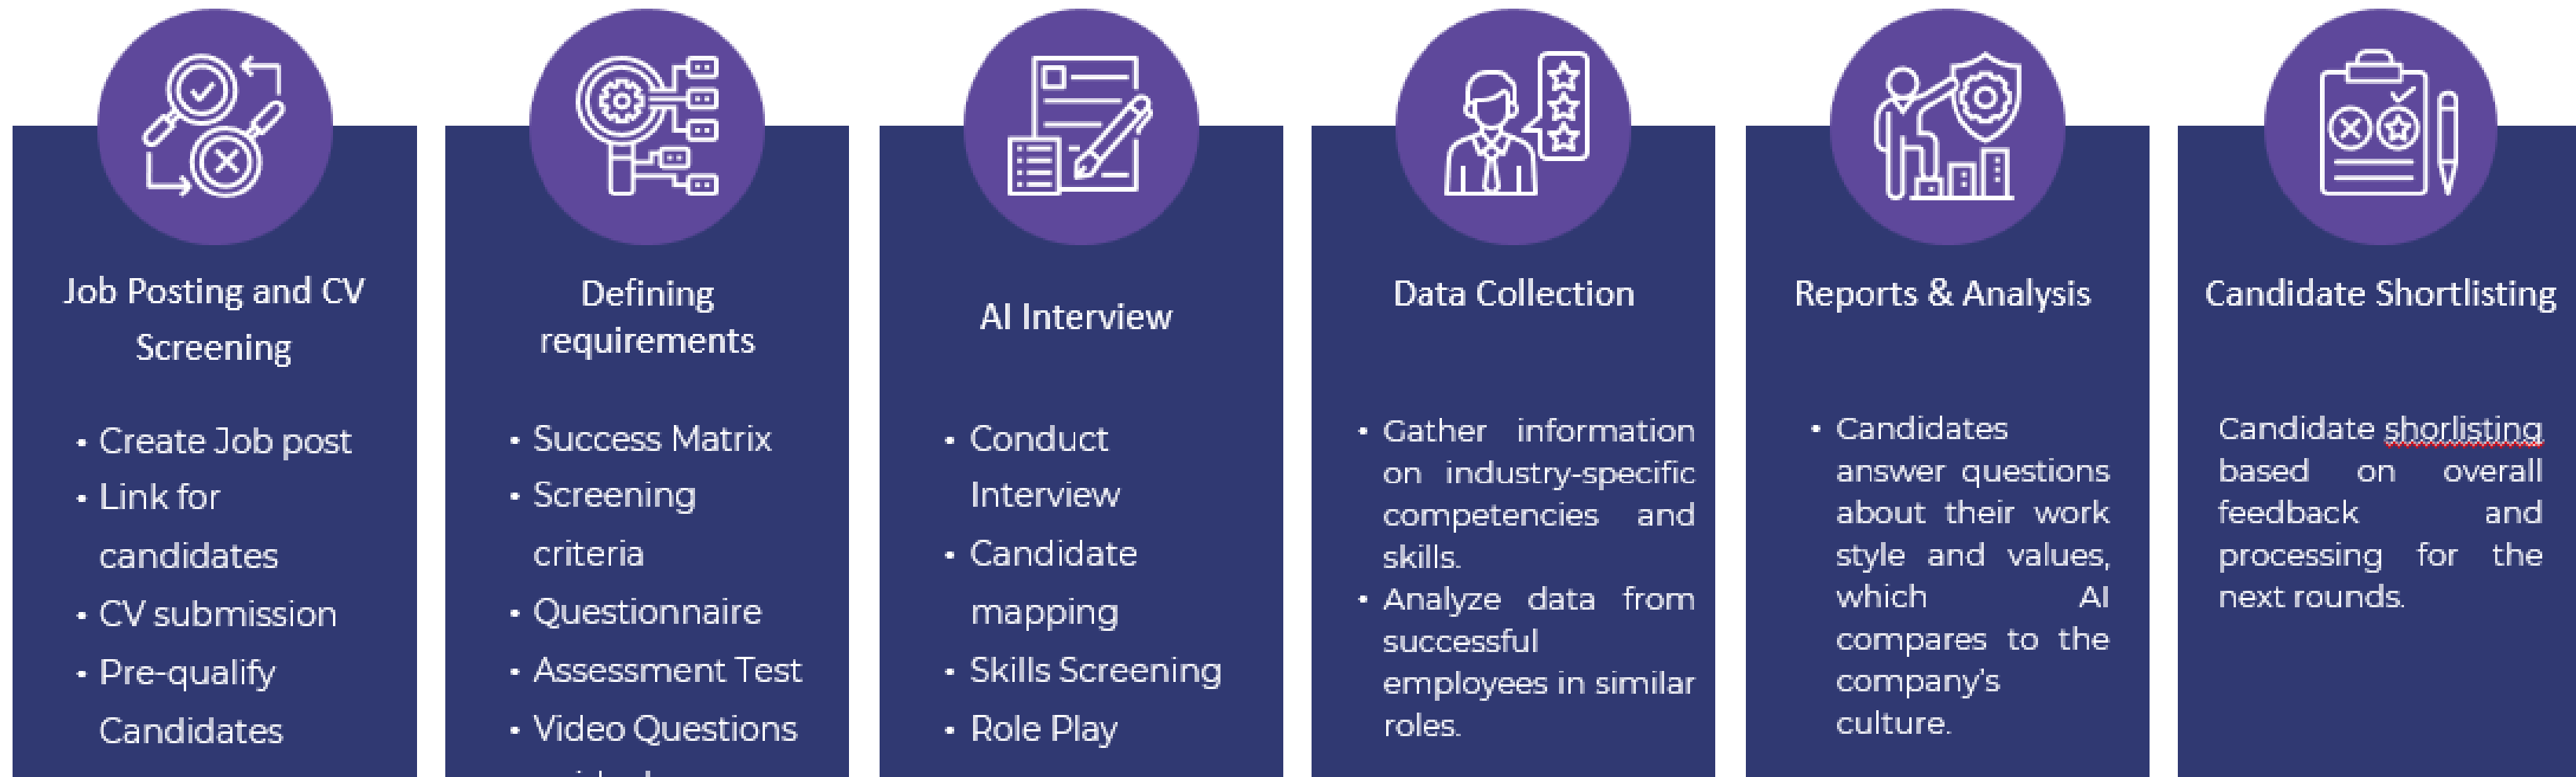 Job Posting and CV
Screening
• Create Job post
• Link for
candidates
• CV submission
• Pre-qualify
Candidates
Defining
requirements
• Success Matrix
• Screening
criteria
• Questionnaire
• Assessment Test
• Video Questions
AI Interview
• Conduct
Interview
• Candidate
mapping
• Skills Screening
• Role Play
Data Collection
• Gather information
on industry-specific
competencies and
skills.
• Analyze data from
successful
employees in similar
roles.
Reports & Analysis
• Candidates
answer questions
about their work
style and values,
which AI
compares to the
company's
culture.
Candidate Shortlisting
Candidate shorlisting
based on overall
feedback and
processing for the
next rounds.